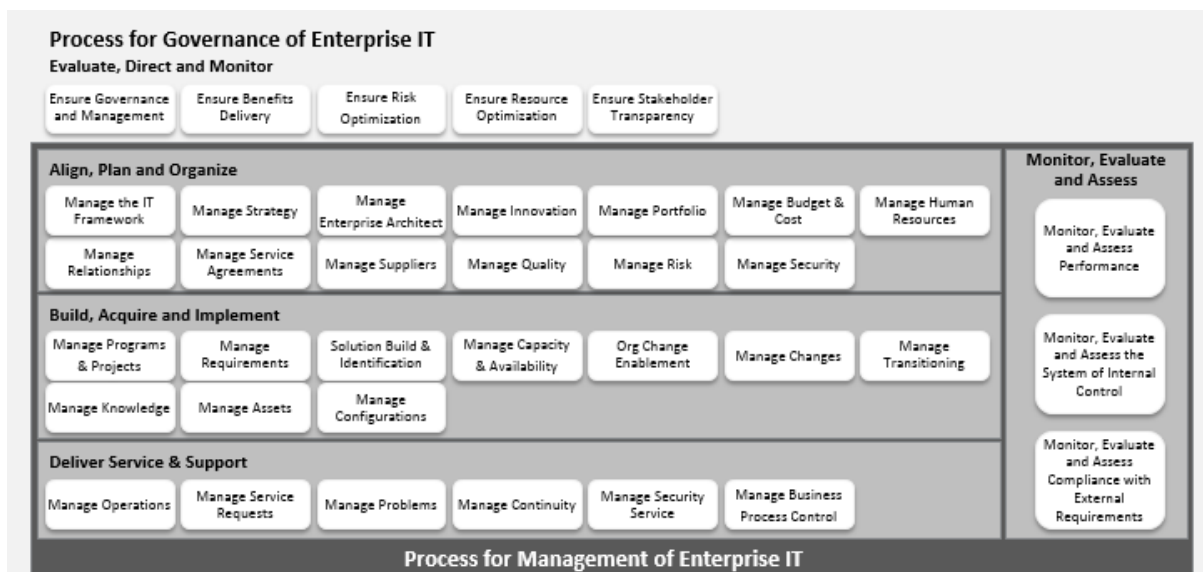 Process for Governance of Enterprise IT
Evaluate, Direct and Monitor
Ensure Governance
and Management
Ensure Benefits
Delivery
Ensure Risk
Optimization
Ensure Resource
Optimization
Ensure Stakeholder
Transparency
Align, Plan and Organize
Manage the IT
Framework
Manage Strategy
Manage
Enterprise Architect
Manage Innovation
Manage Portfolio
Manage Budget &
Cost
Manage Human
Resources
Manage
Relationships
Manage Service
Agreements
Manage Suppliers
Manage Quality
Manage Risk
Manage Security
Build, Acquire and Implement
Manage Programs
& Projects
Manage
Requirements
Solution Build &
Identification
Manage Capacity
& Availability
Org Change
Enablement
Manage Changes
Manage
Transitioning
Manage Knowledge
Manage Assets
Manage
Configurations
Deliver Service & Support
Manage Operations
Manage Service
Requests
Manage Problems
Manage Continuity
Manage Security
Service
Manage Business
Process Control
Monitor, Evaluate
and Assess
Monitor, Evaluate
and Assess
Performance
Monitor, Evaluate
and Assess the
System of Internal
Control
Monitor, Evaluate
and Assess
Compliance with
External
Requirements
Process for Management of Enterprise IT